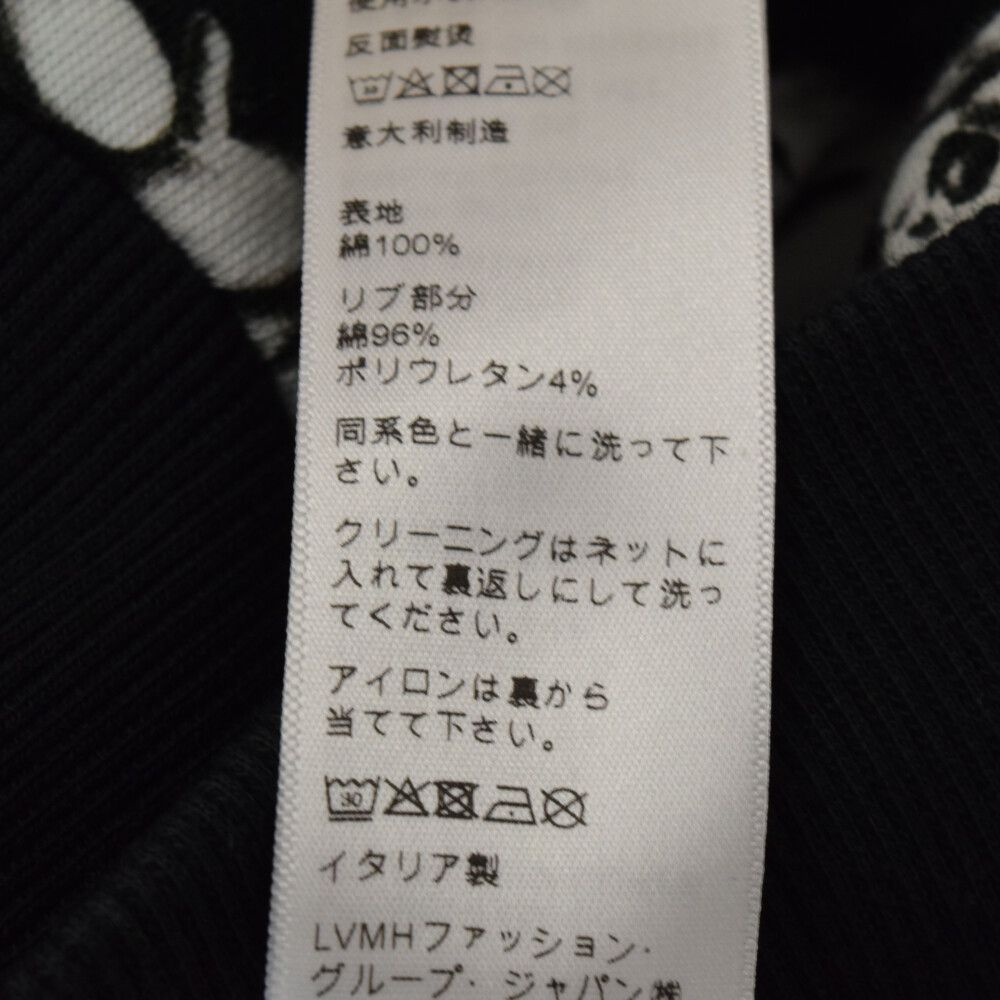 反面熨烫
30
意大利制造
表地
綿100%
リブ部分
綿96%
ポリウレタン4%
同系色と一緒に洗って下
さい。
クリーニングはネットに
入れて裏返しにして洗っ
てください。
アイロンは裏から
当てて下さい。
30
イタリア製
LVMHファッション・
グループ・ジャパン㈱